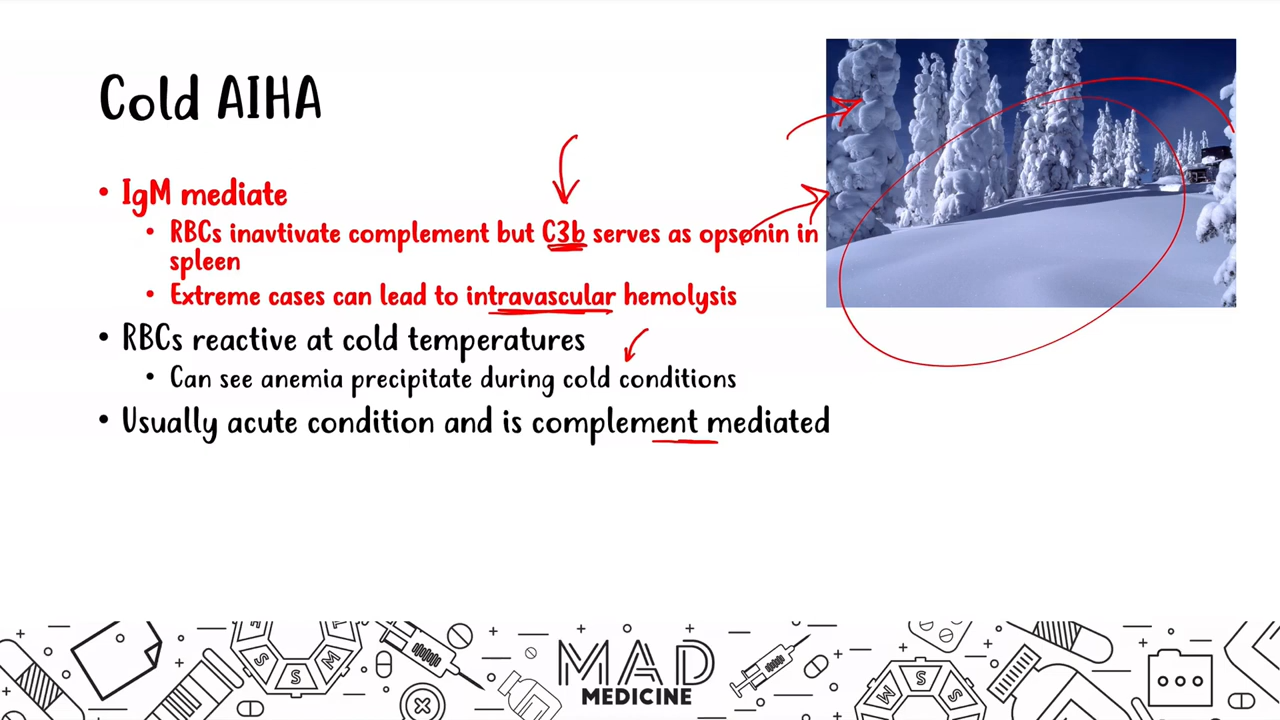 Cold AIHA
• IgM mediate
• RBCs inavtivate complement but C3b serves as opsonin in
spleen
• Extreme cases can lead to intravascular hemolysis
• RBCs reactive at cold temperatures
• Can see anemia precipitate during cold conditions
• Usually acute condition and is complement mediated
MAD
MEDICINE